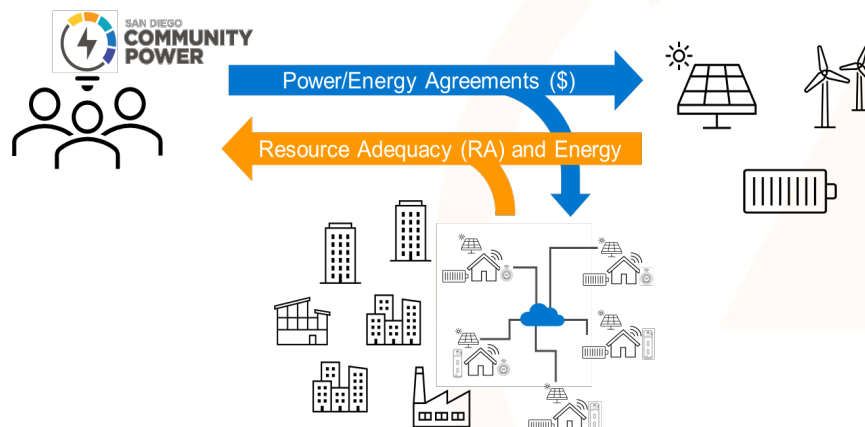 SAN DIEGO
COMMUNITY
POWER
Power/Energy Agreements ($)
Resource Adequacy (RA) and Energy